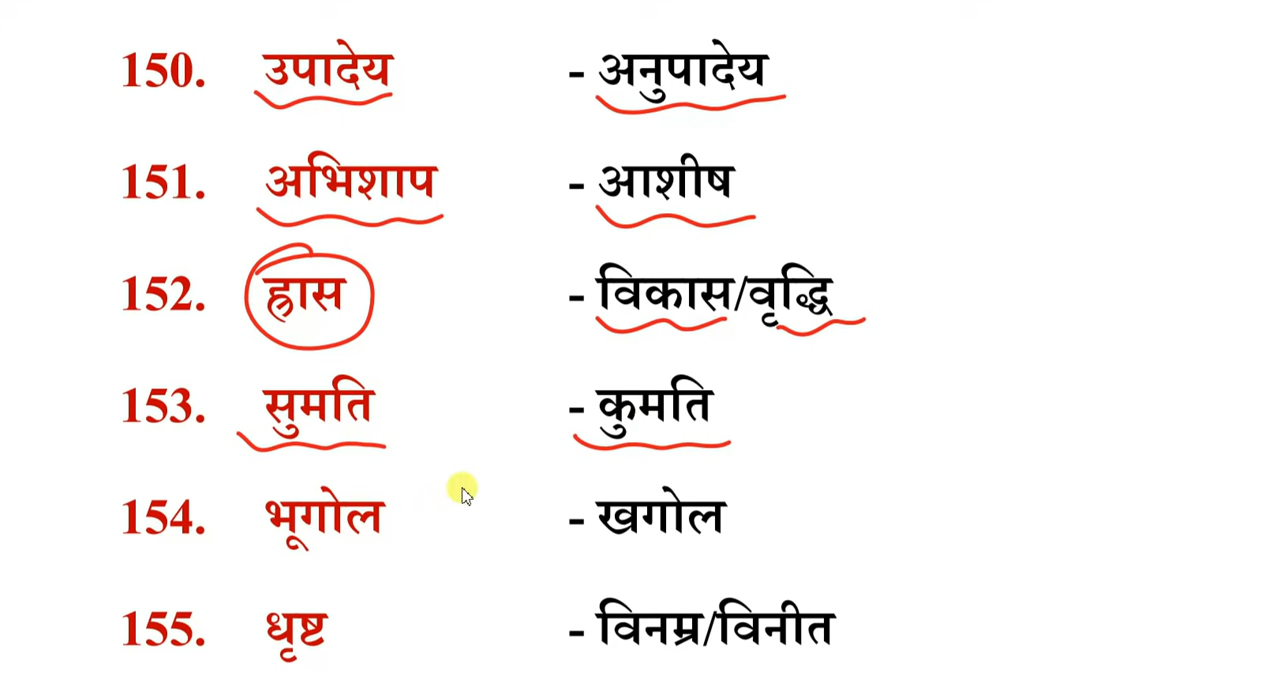 150. उपादेय - अनुपादेय
151. अभिशाप - आशीष
152. ह्रास - विकास/वृद्धि
153. सुमति - कुमति
154. भूगोल - खगोल
155. धृष्ट - विनम्र/विनीत